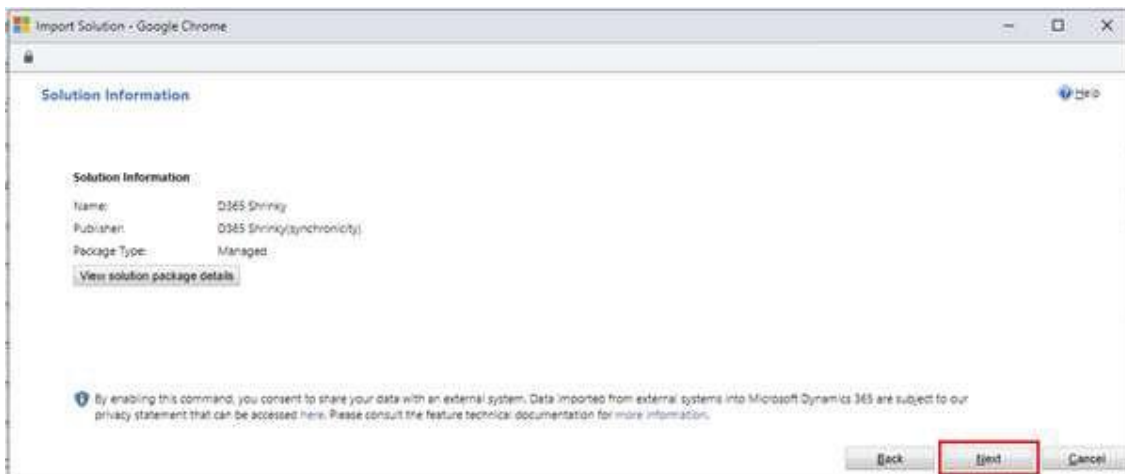 Import Solution - Google Chrome
Solution Information
Help
Solution Information
Name: D365 Shrinky
Publisher: D365 Shrinky(synchronicity)
Package Type: Managed
View solution package details
By enabling this command, you consent to share your data with an external system. Data imported from external systems into Microsoft Dynamics 365 are subject to our
privacy statement that can be accessed here. Please consult the feature technical documentation for more information.
Back Next Cancel